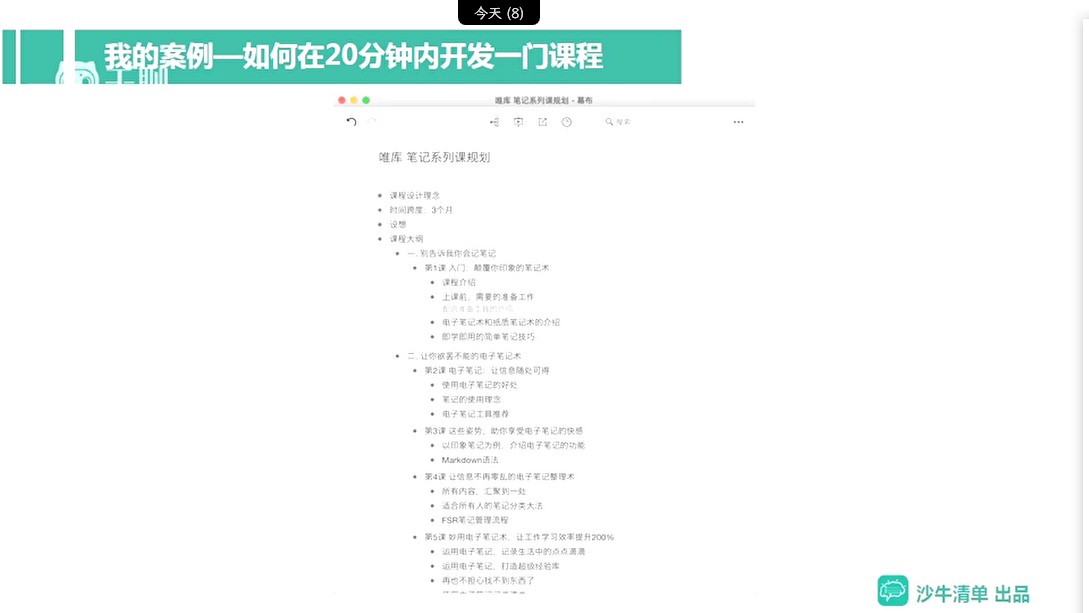 今天 (8)
我的案例—如何在20分钟内开发一门课程
千聊
唯库 笔记系列课规划 - 幕布
搜索
唯库 笔记系列课规划
课程设计理念
时间跨度：3个月
设想
课程大纲
一. 别告诉我你会记笔记
第1课 入门：颠覆你印象的笔记术
课程介绍
上课前，需要的准备工作
电子笔记术和纸质笔记术的介绍
即学即用的简单笔记技巧
二. 让你欲罢不能的电子笔记术
第2课 电子笔记：让信息随处可得
使用电子笔记的好处
笔记的使用理念
电子笔记工具推荐
第3课 这些姿势，助你享受电子笔记的快感
以印象笔记为例，介绍电子笔记的功能
Markdown语法
第4课 让信息不再零乱的电子笔记整理术
所有内容，汇聚到一处
适合所有人的笔记分类大法
FSR笔记管理流程
第5课 妙用电子笔记术，让工作学习效率提升200%
运用电子笔记，记录生活中的点点滴滴
运用电子笔记，打造超级经验库
再也不担心找不到东西了
沙牛清单 出品